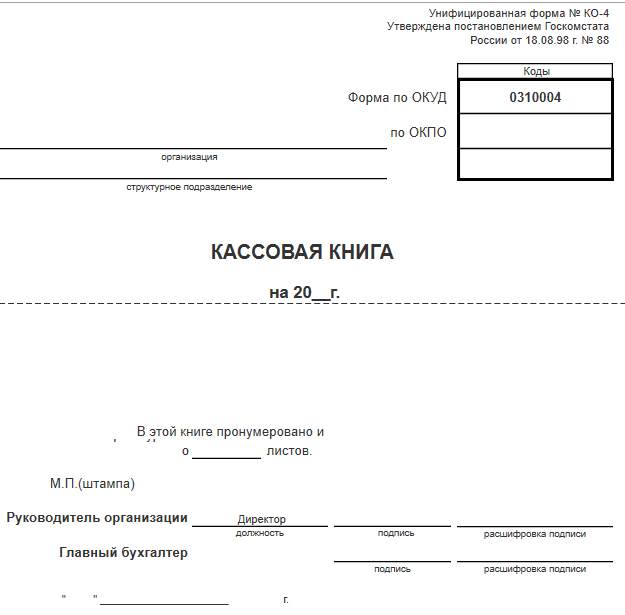 Унифицированная форма № КО-4
Утверждена постановлением Госкомстата
России от 18.08.98 г. № 88
Коды
Форма по ОКУД 0310004
по ОКПО
организация
структурное подразделение
КАССОВАЯ КНИГА
на 20__г.
В этой книге пронумеровано и
о ________ листов.
М.П.(штампа)
Руководитель организации Директор
должность подпись расшифровка подписи
Главный бухгалтер
подпись расшифровка подписи
" " ____________ г.